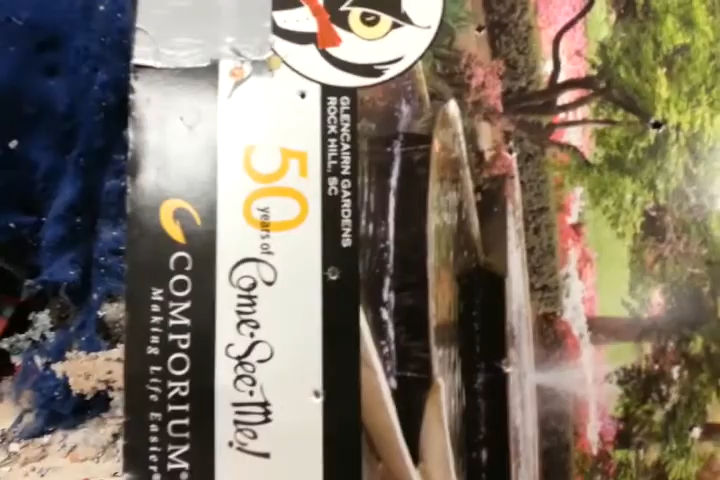 GLENCAIRN GARDENS
ROCK HILL, SC
50 years of Come-See-Me!
COMPORIUM®
Making Life Easier®